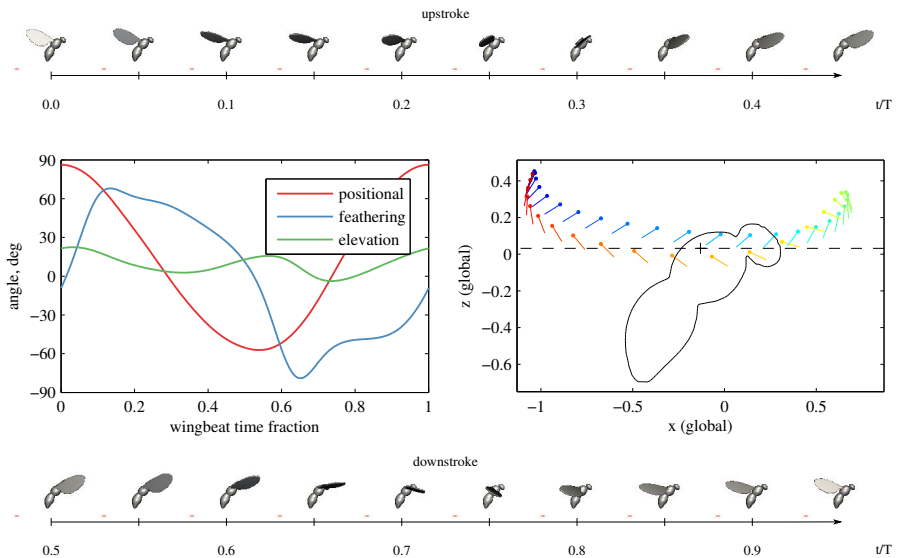 upstroke
0.0 0.1 0.2 0.3 0.4 t/T
90
60
30
0
−30
−60
−90
angle, deg
positional
feathering
elevation
0 0.2 0.4 0.6 0.8 1
wingbeat time fraction
0.4
0.2
0
−0.2
−0.4
−0.6
z (global)
−1 −0.5 0 0.5
x (global)
downstroke
0.5 0.6 0.7 0.8 0.9 t/T